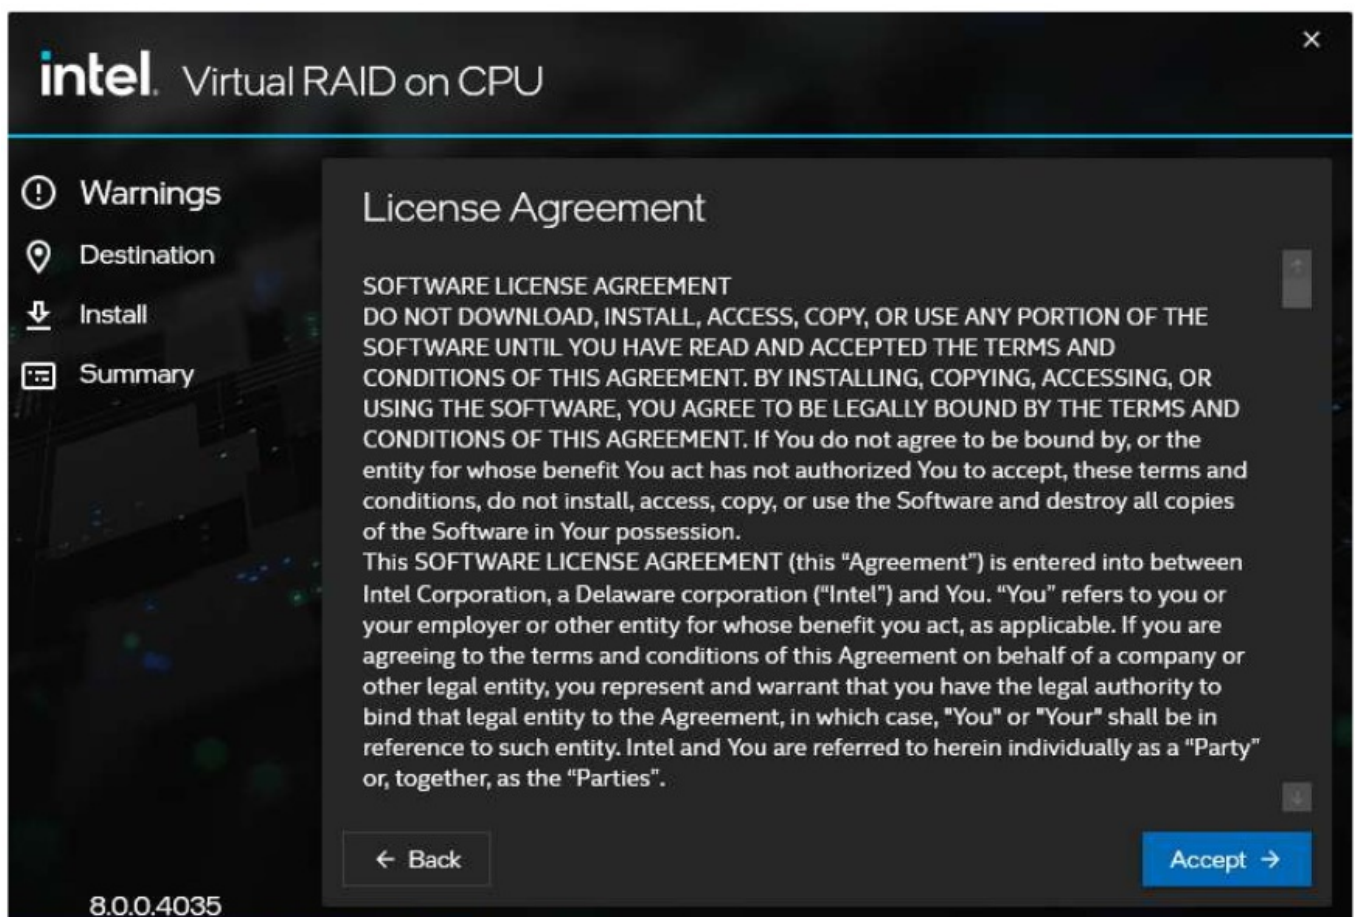 intel. Virtual RAID on CPU
Warnings
Destination
Install
Summary
License Agreement
SOFTWARE LICENSE AGREEMENT
DO NOT DOWNLOAD, INSTALL, ACCESS, COPY, OR USE ANY PORTION OF THE
SOFTWARE UNTIL YOU HAVE READ AND ACCEPTED THE TERMS AND
CONDITIONS OF THIS AGREEMENT. BY INSTALLING, COPYING, ACCESSING, OR
USING THE SOFTWARE, YOU AGREE TO BE LEGALLY BOUND BY THE TERMS AND
CONDITIONS OF THIS AGREEMENT. If You do not agree to be bound by, or the
entity for whose benefit You act has not authorized You to accept, these terms and
conditions, do not install, access, copy, or use the Software and destroy all copies
of the Software in Your possession.
This SOFTWARE LICENSE AGREEMENT (this “Agreement”) is entered into between
Intel Corporation, a Delaware corporation (“Intel”) and You. “You” refers to you or
your employer or other entity for whose benefit you act, as applicable. If you are
agreeing to the terms and conditions of this Agreement on behalf of a company or
other legal entity, you represent and warrant that you have the legal authority to
bind that legal entity to the Agreement, in which case, "You" or "Your" shall be in
reference to such entity. Intel and You are referred to herein individually as a “Party”
or, together, as the “Parties”.
← Back
Accept →
8.0.0.4035